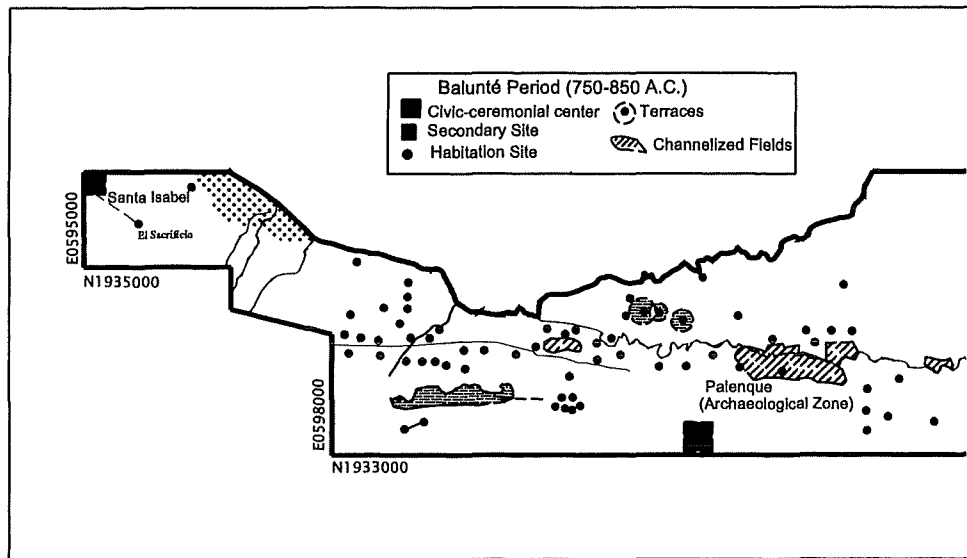 Balunté Period (750-850 A.C.)
Civic-ceremonial center
Secondary Site
Habitation Site
Terraces
Channelized Fields
Santa Isabel
El Sacrificio
E0595000
N1935000
Palenque
(Archaeological Zone)
E0598000
N1933000